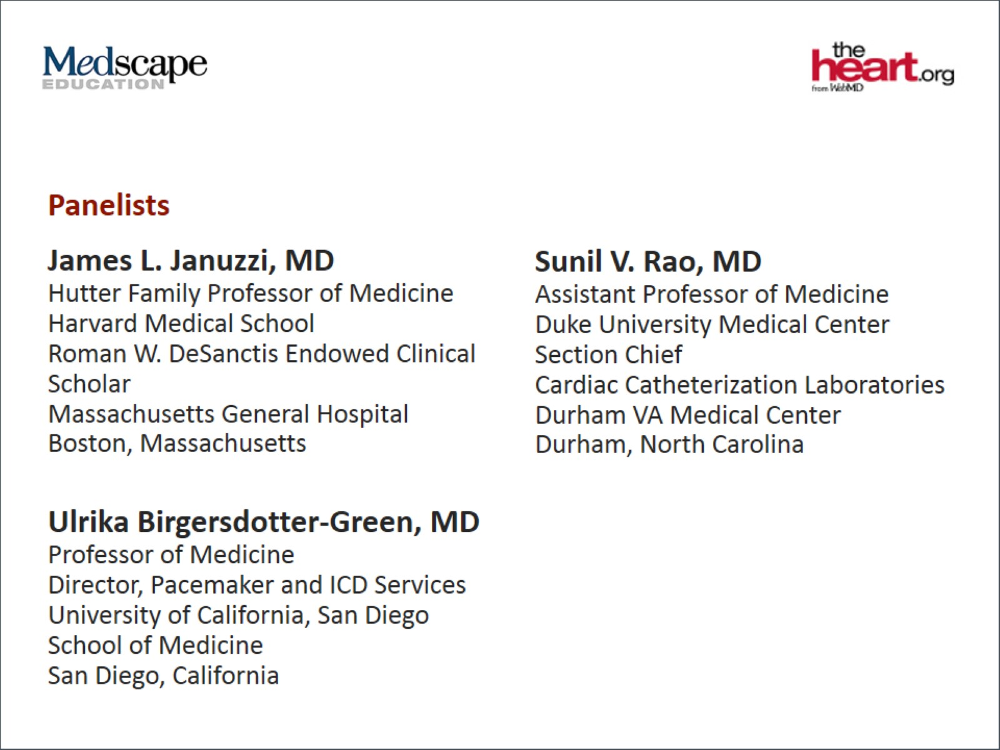 Medscape
EDUCATION
the
heart.org
from WebMD
Panelists
James L. Januzzi, MD
Hutter Family Professor of Medicine
Harvard Medical School
Roman W. DeSanctis Endowed Clinical
Scholar
Massachusetts General Hospital
Boston, Massachusetts
Sunil V. Rao, MD
Assistant Professor of Medicine
Duke University Medical Center
Section Chief
Cardiac Catheterization Laboratories
Durham VA Medical Center
Durham, North Carolina
Ulrika Birgersdotter-Green, MD
Professor of Medicine
Director, Pacemaker and ICD Services
University of California, San Diego
School of Medicine
San Diego, California